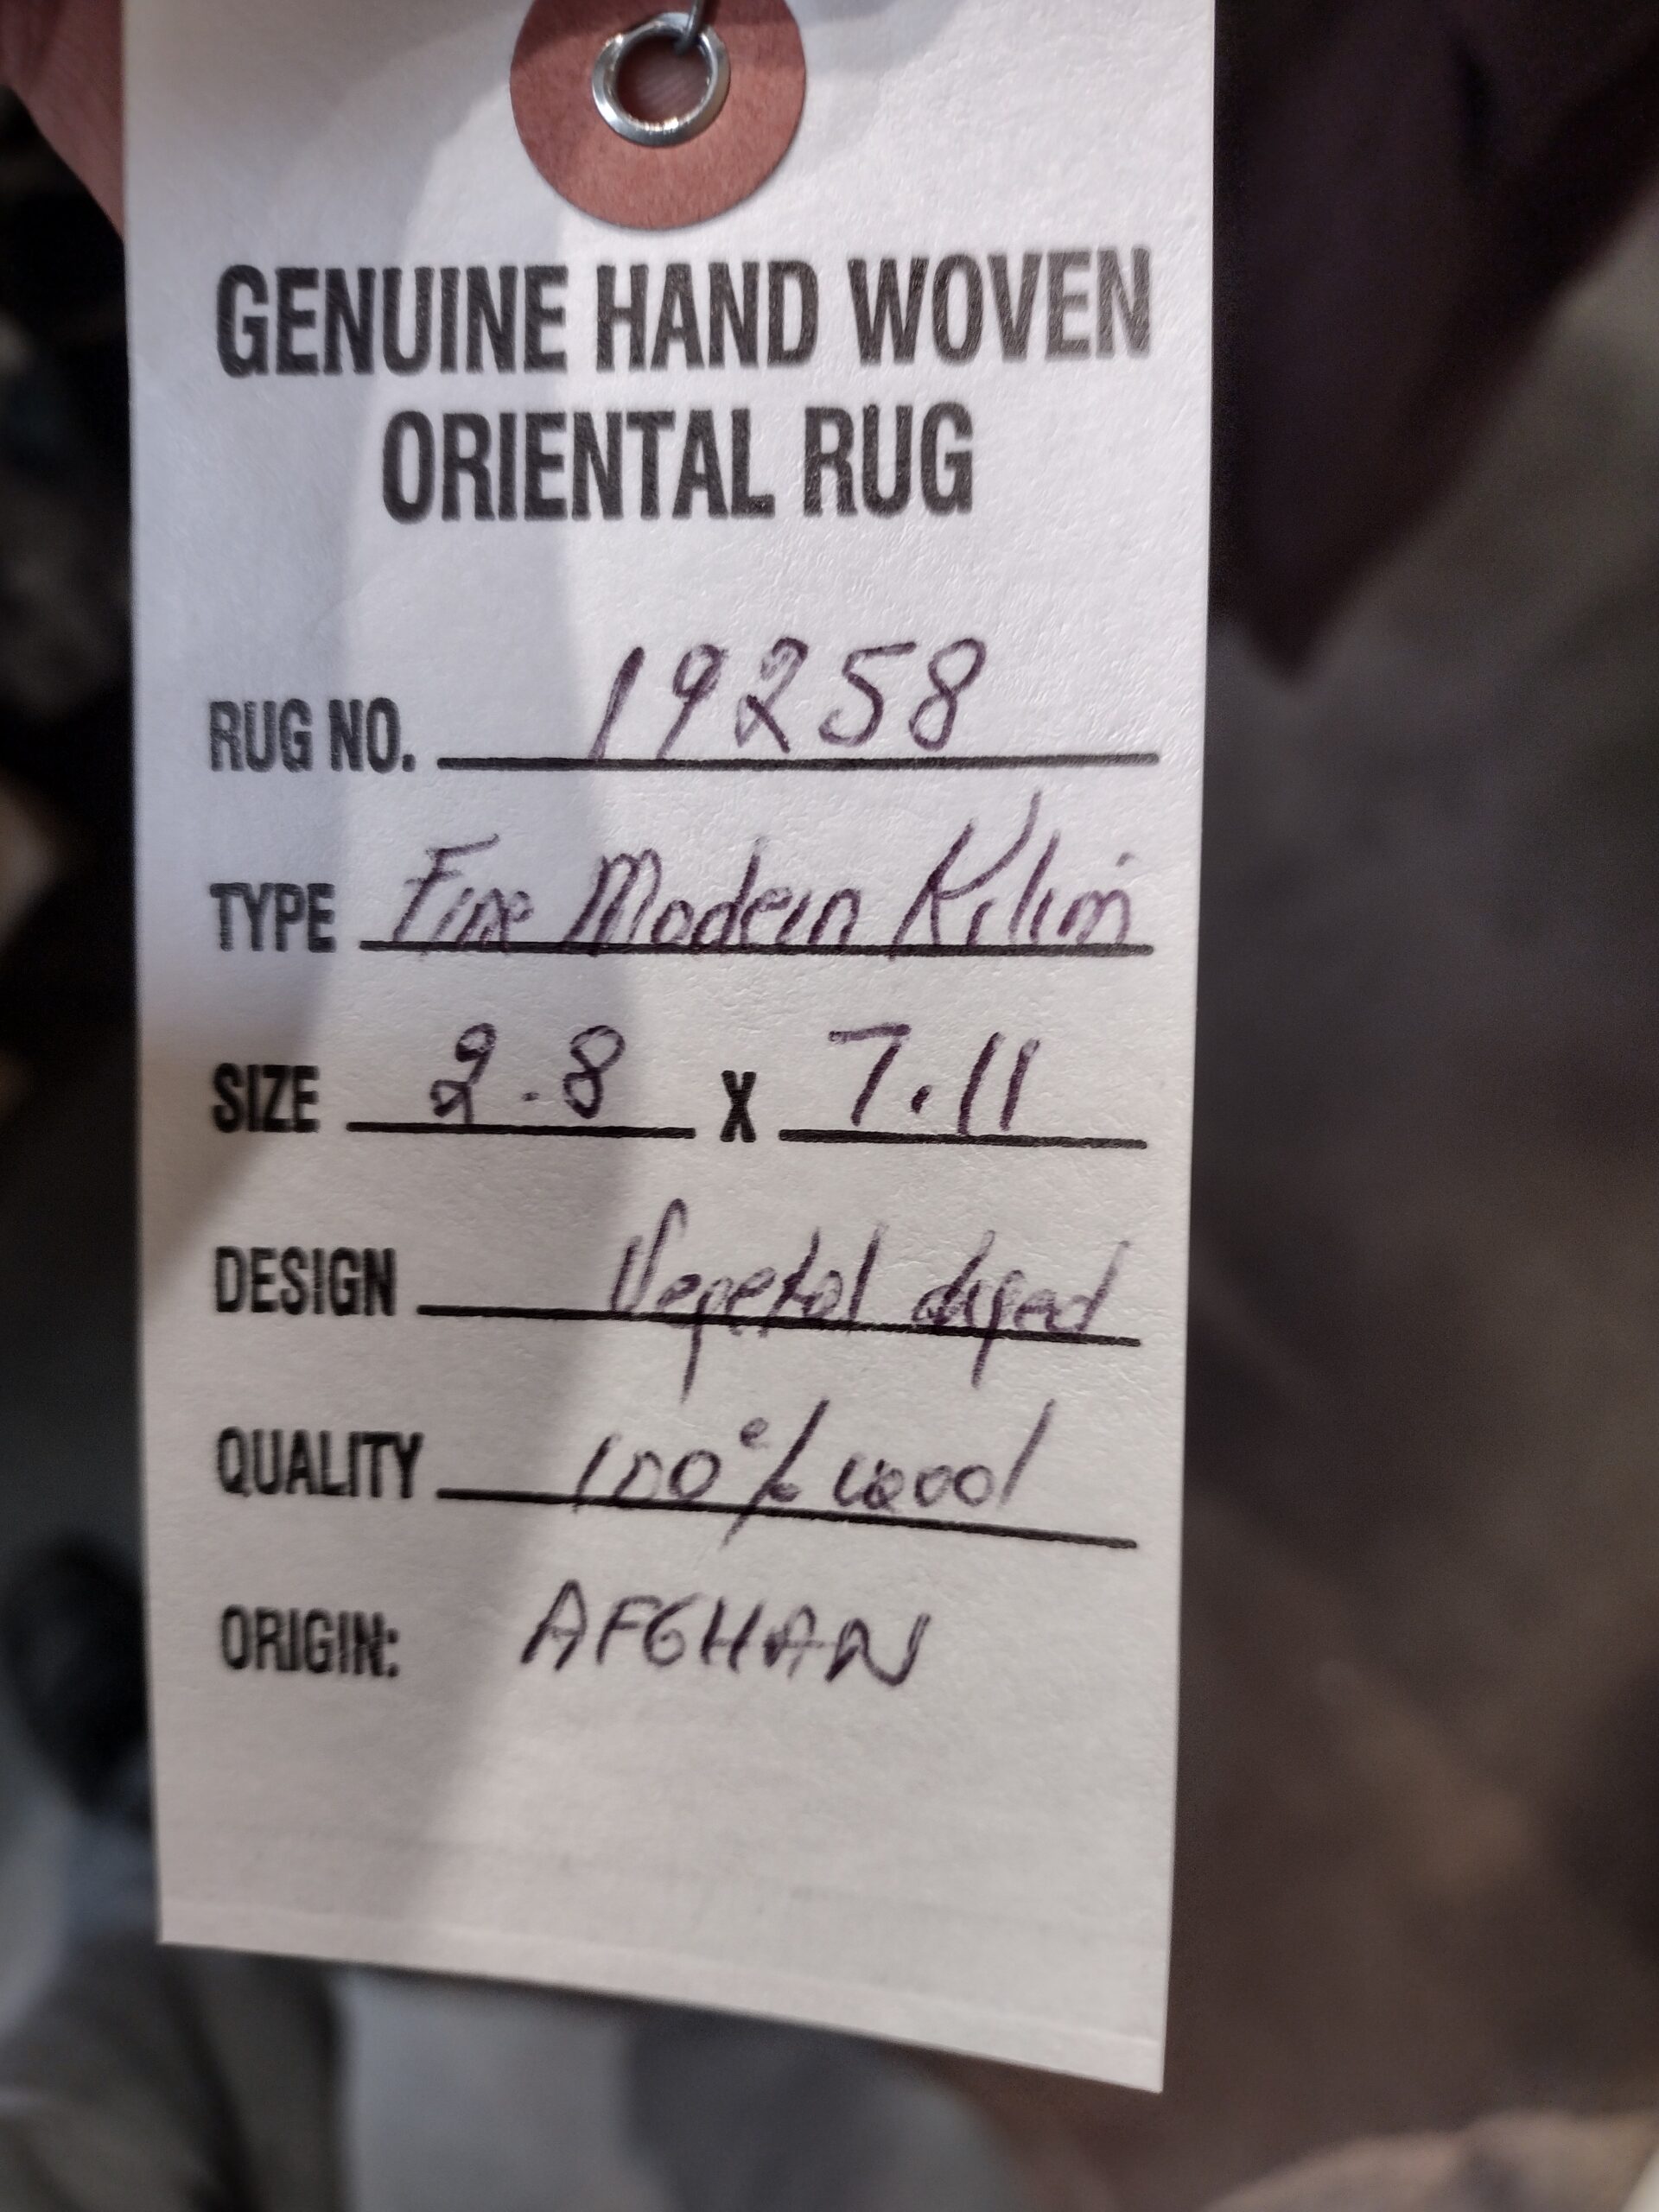 GENUINE HAND WOVEN
ORIENTAL RUG
RUG NO. 19258
TYPE Fine Modern Kilim
SIZE 2.8 X 7.11
DESIGN Vegetal dyed
QUALITY 100% wool
ORIGIN: AFGHAN